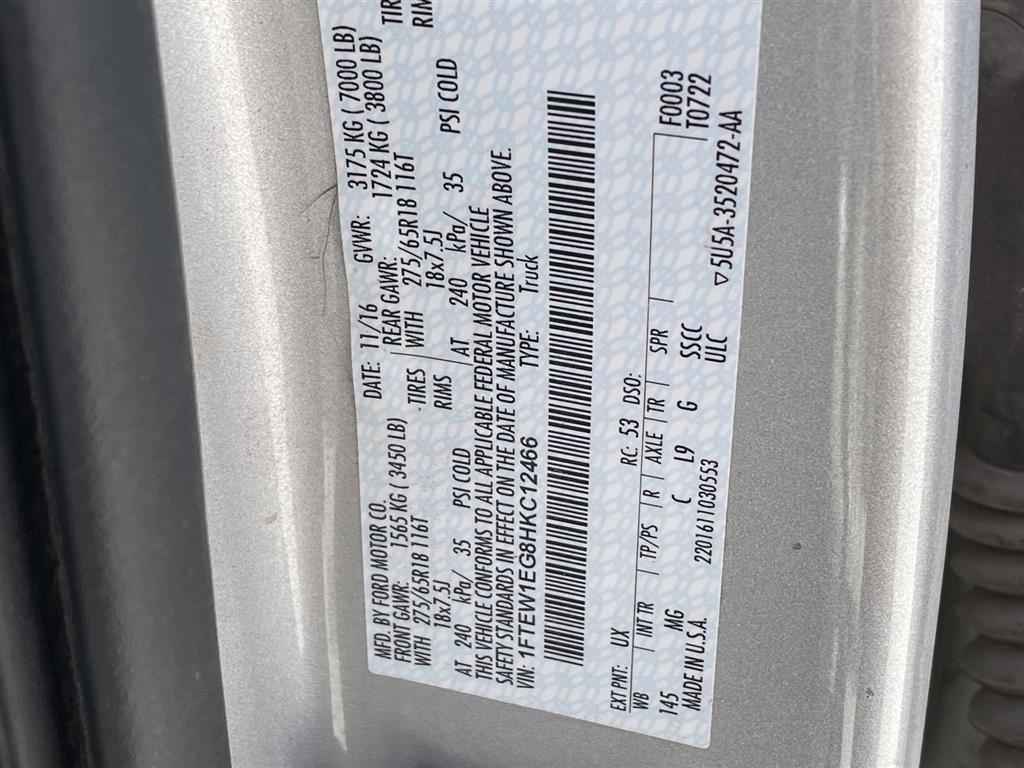 MFD. BY FORD MOTOR CO. DATE: 11/16 GVWR: 3175 KG ( 7000 LB)
FRONT GAWR: 1565 KG ( 3450 LB) REAR GAWR: 1724 KG ( 3800 LB) TIR
WITH 275/65R18 116T TIRES WITH 275/65R18 116T RIM
18x7.5J RIMS 18x7.5J
AT 240 kPa/ 35 PSI COLD AT 240 kPa/ 35 PSI COLD
THIS VEHICLE CONFORMS TO ALL APPLICABLE FEDERAL MOTOR VEHICLE
SAFETY STANDARDS IN EFFECT ON THE DATE OF MANUFACTURE SHOWN ABOVE.
VIN: 1FTEW1EG8HKC12466 TYPE: Truck
EXT PNT: UX RC: 53 DSO:
WB INT TR TP/PS R AXLE TR SPR F0003
145 MG C L9 G SSCC T0722
MADE IN U.S.A. 2201611030553 ULC ▽5U5A-3520472-AA